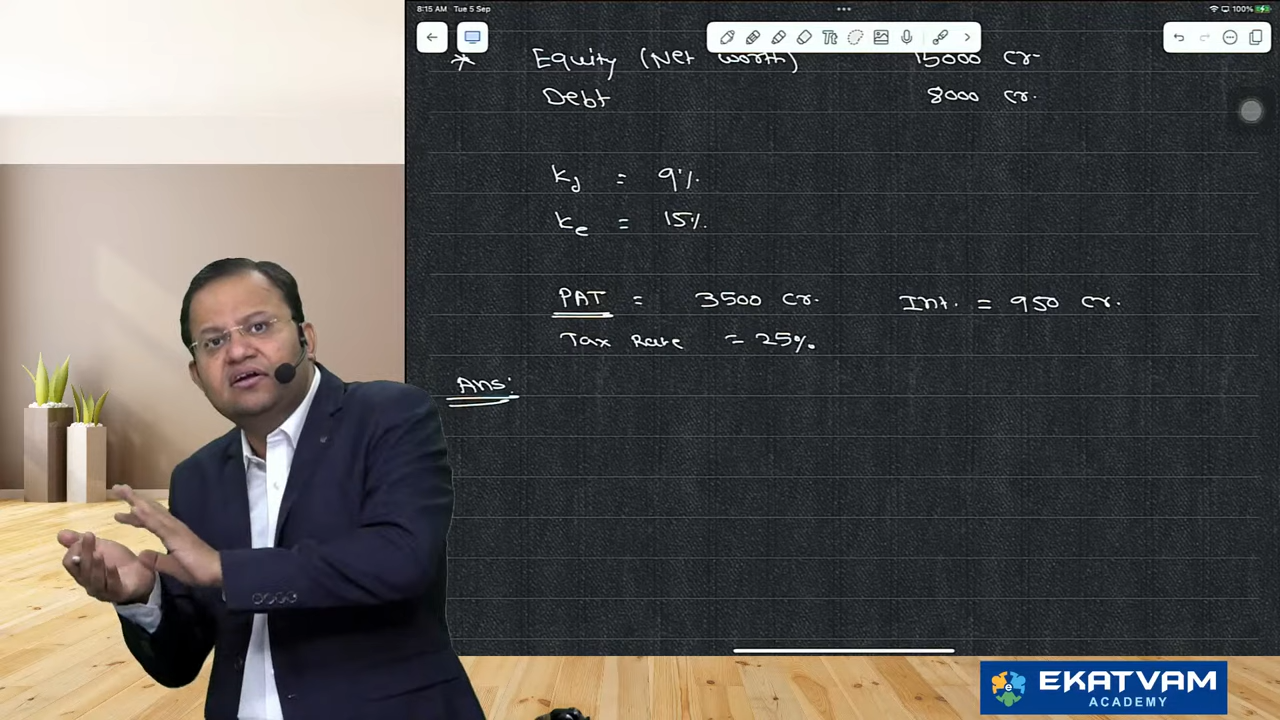 8:15 AM Tue 5 Sep
100%
* Equity (Net worth) 15000 Cr.
Debt 8000 Cr.
Kd = 9%
Ke = 15%
PAT = 3500 Cr. Int. = 950 Cr.
Tax Rate = 25%
Ans:
EKATVAM
ACADEMY